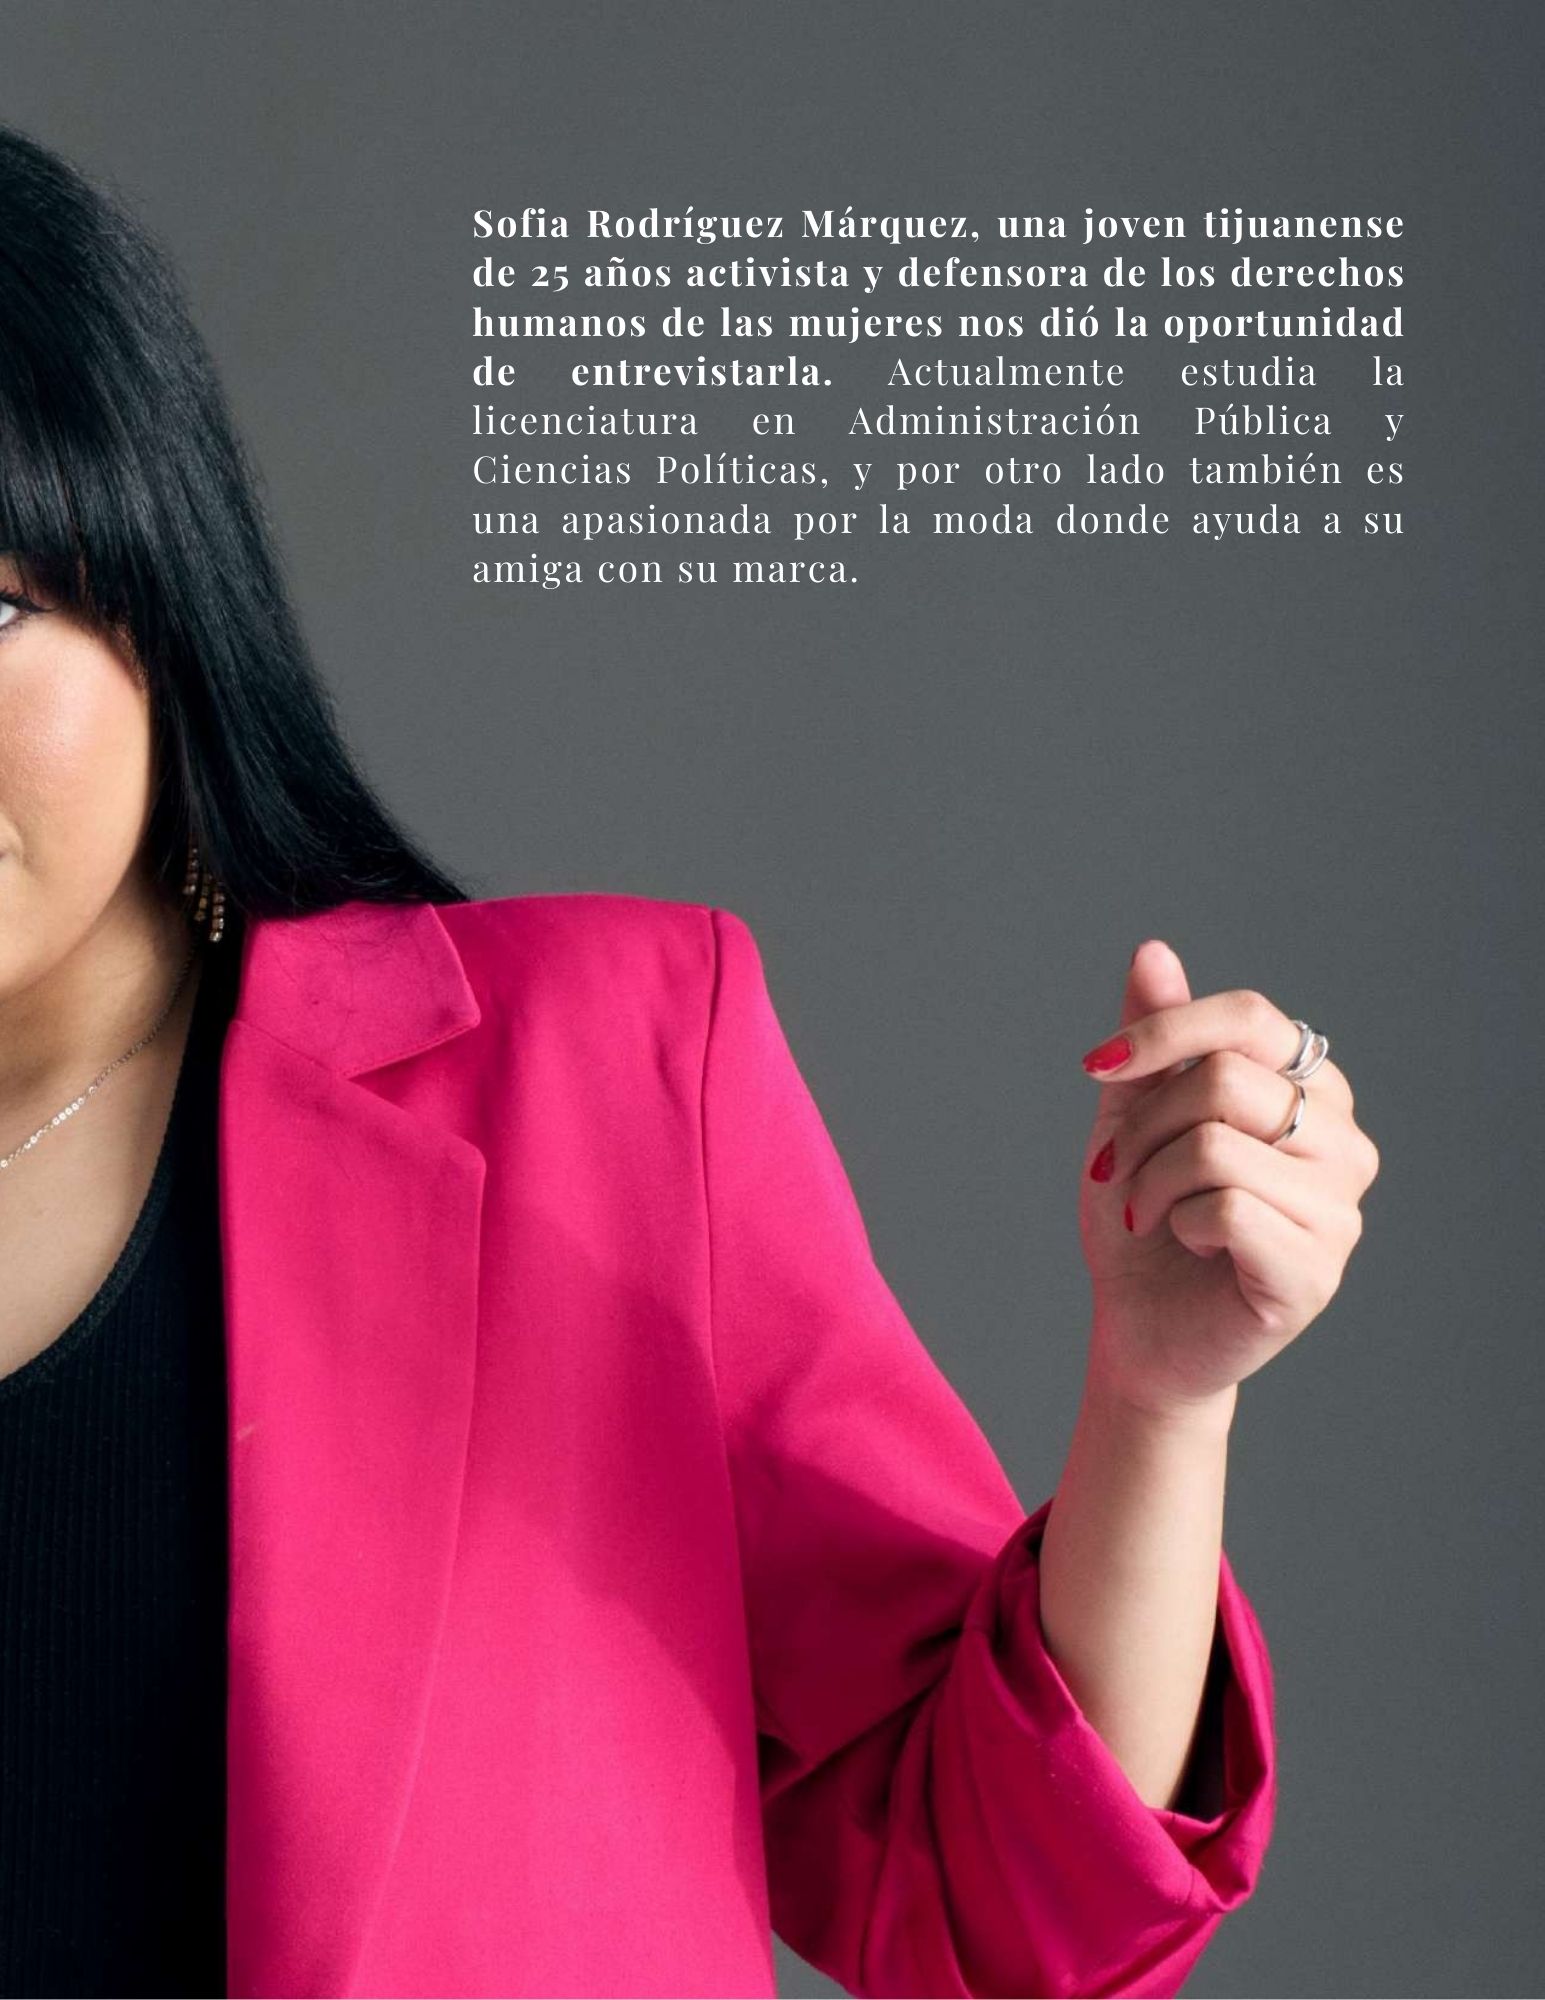 Sofia Rodríguez Márquez, una joven tijuanense
de 25 años activista y defensora de los derechos
humanos de las mujeres nos dió la oportunidad
de entrevistarla. Actualmente estudia la
licenciatura en Administración Pública y
Ciencias Políticas, y por otro lado también es
una apasionada por la moda donde ayuda a su
amiga con su marca.